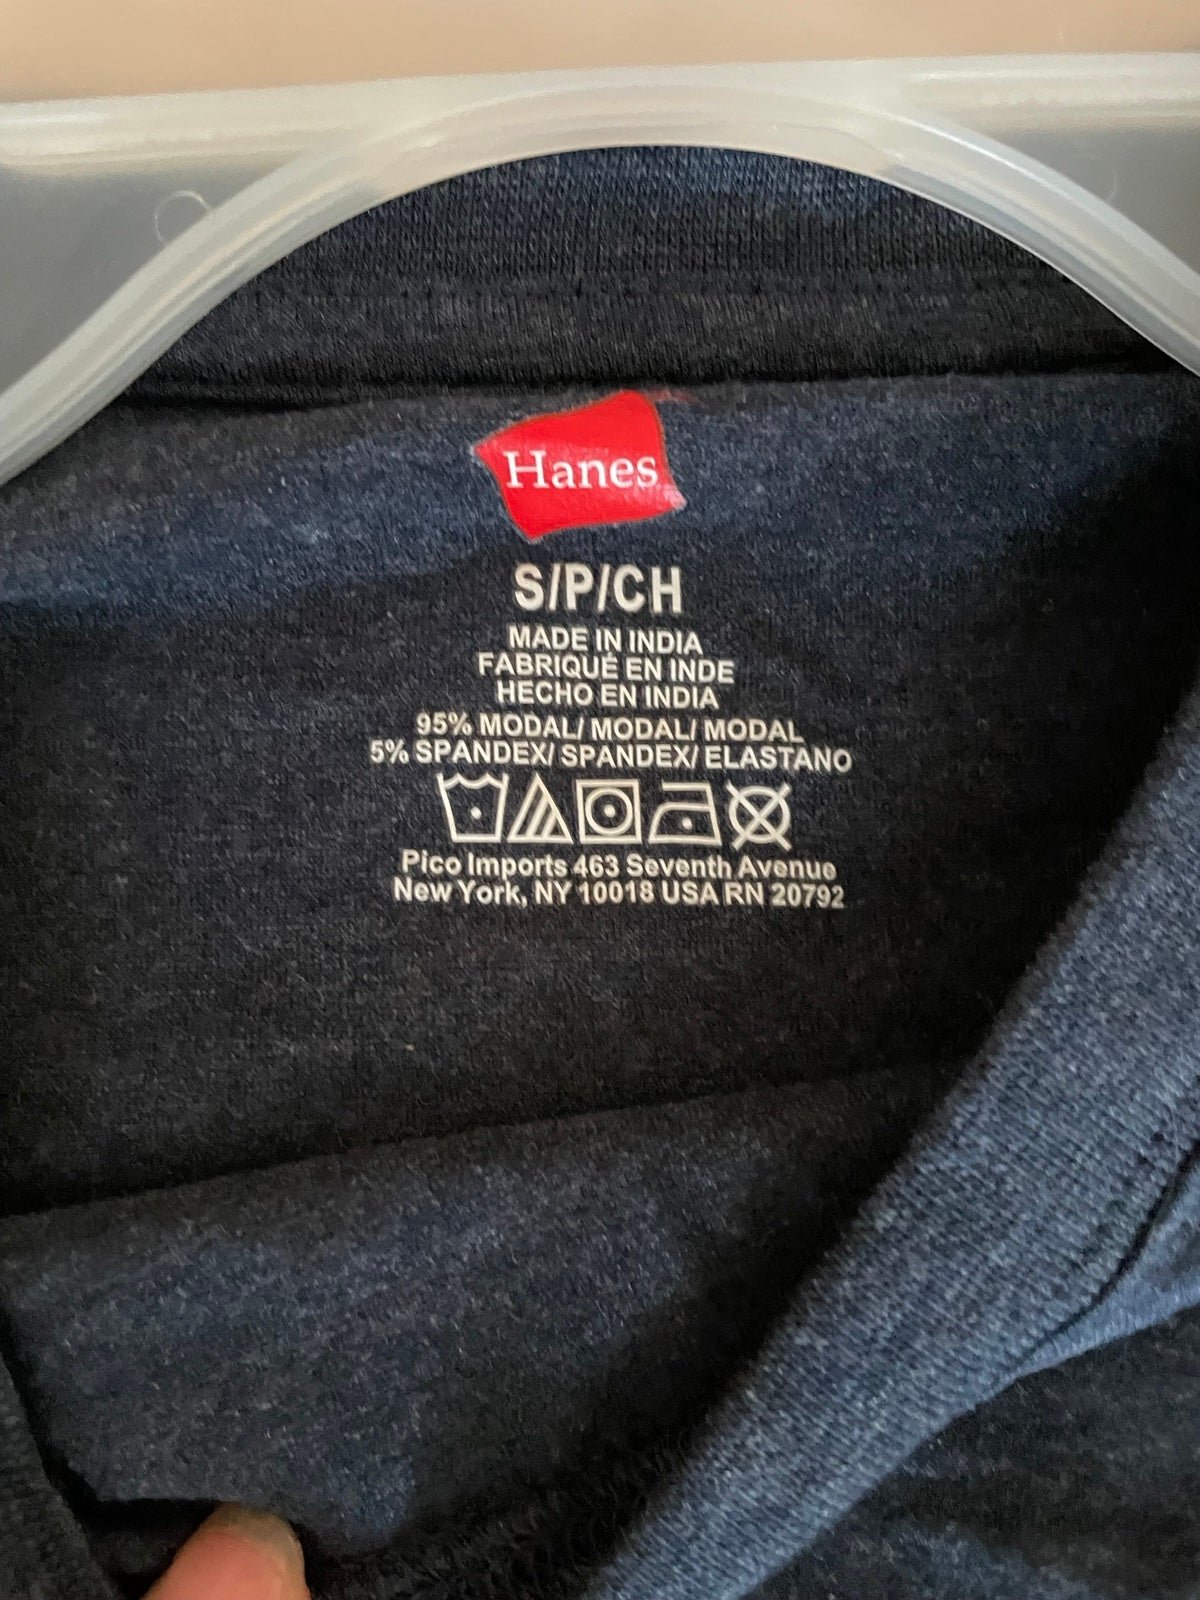 Hanes
S/P/CH
MADE IN INDIA
FABRIQUÉ EN INDE
HECHO EN INDIA
95% MODAL/ MODAL/ MODAL
5% SPANDEX/ SPANDEX/ ELASTANO
Pico Imports 463 Seventh Avenue
New York, NY 10018 USA RN 20792